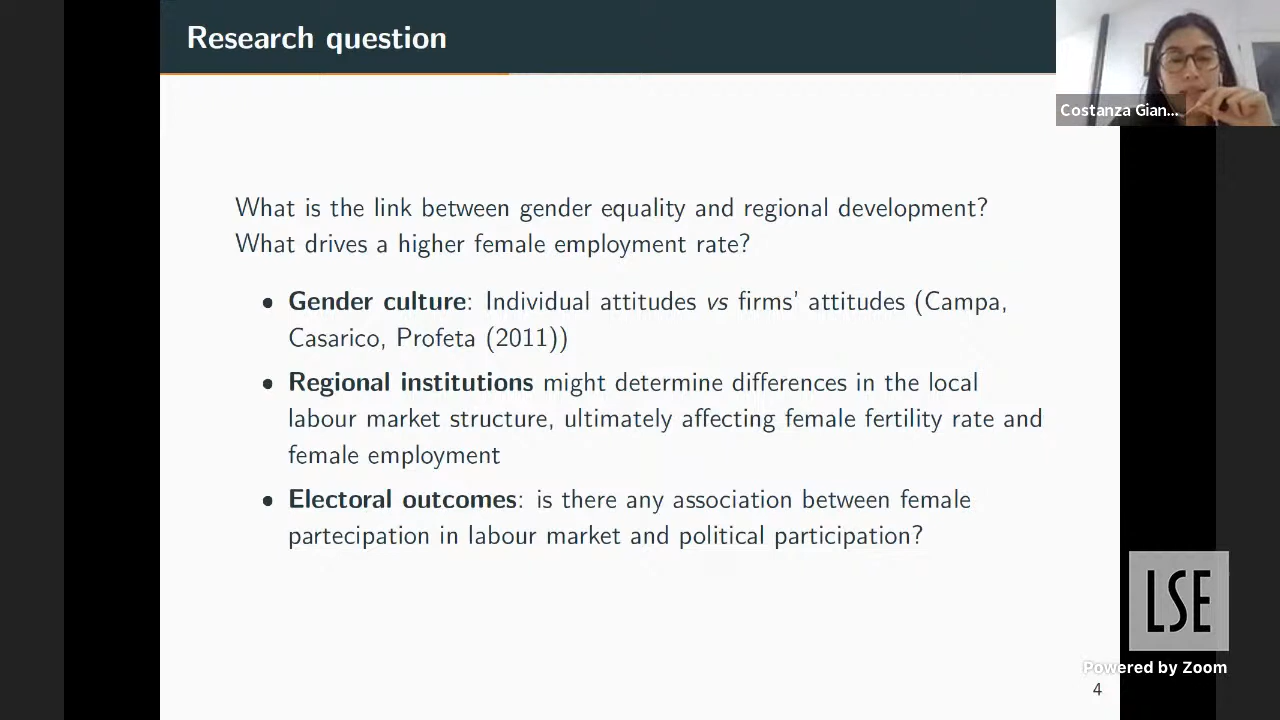 Research question
Costanza Gian...
What is the link between gender equality and regional development?
What drives a higher female employment rate?
• Gender culture: Individual attitudes vs firms' attitudes (Campa,
Casarico, Profeta (2011))
• Regional institutions might determine differences in the local
labour market structure, ultimately affecting female fertility rate and
female employment
• Electoral outcomes: is there any association between female
partecipation in labour market and political participation?
LSE
Powered by Zoom
4